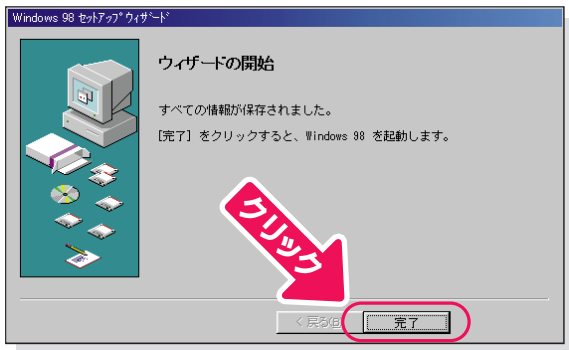 Windows 98 ｾｯﾄｱｯﾌﾟ ｳｨｻﾞｰﾄﾞ
ウィザードの開始
すべての情報が保存されました。
[完了] をクリックすると、Windows 98 を起動します。
クリック
< 戻る(B)
完了